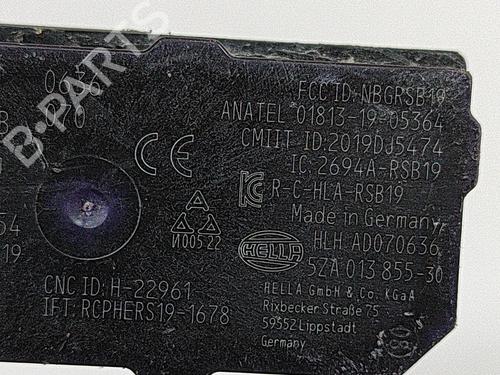 FCC ID: NBGRSB19
ANATEL 01813-19-05364
CMIIT ID:2019DJ5474
IC: 2694A-RSB19
R-C-HLA-RSB19
Made in Germany
HLH AD070636
5ZA 013 855-30
HELLA GmbH & Co. KGaA
Rixbecker Straße 75
59552 Lippstadt
Germany
HELLA
CE
И005 22
54
19
CNC ID: H-22961
IFT: RCPHERS19-1678
B-Parts